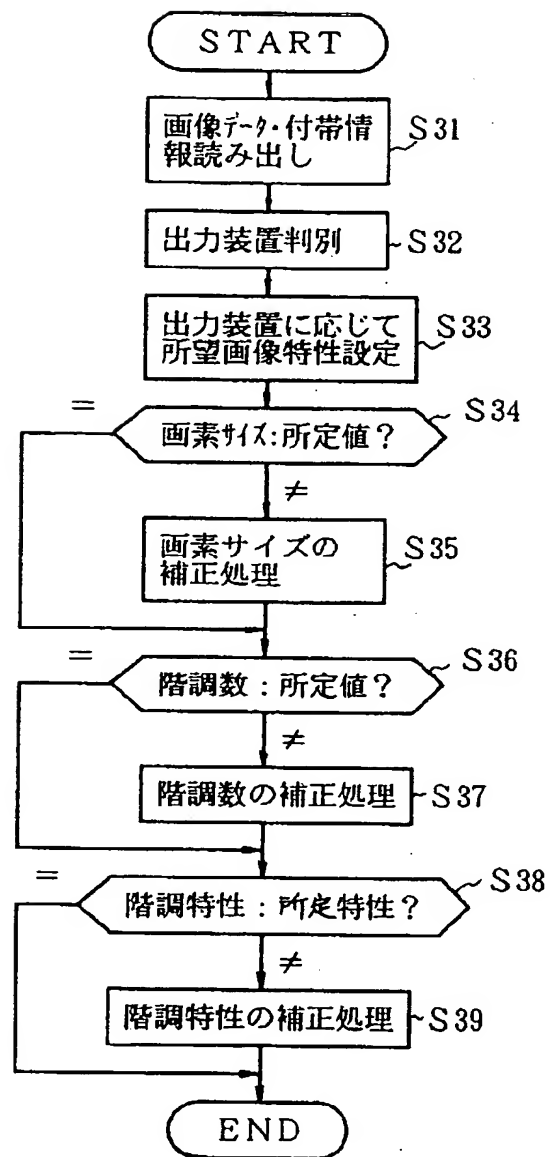 START
画像データ・付帯情
報読み出し
S31
出力装置判別
S32
出力装置に応じて
所望画像特性設定
S33
=
画素サイズ:所定値?
S34
≠
画素サイズの
補正処理
S35
=
階調数:所定値?
S36
≠
階調数の補正処理
S37
=
階調特性:所定特性?
S38
≠
階調特性の補正処理
S39
END